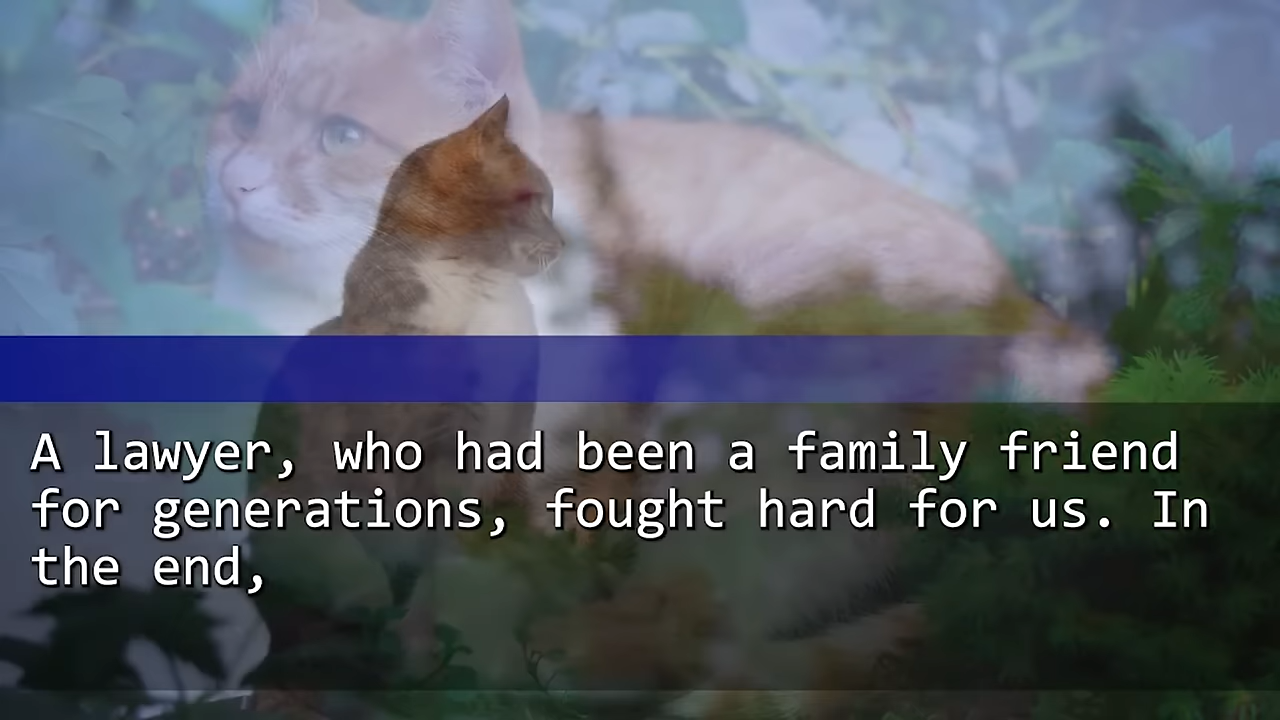 A lawyer, who had been a family friend
for generations, fought hard for us. In
the end,